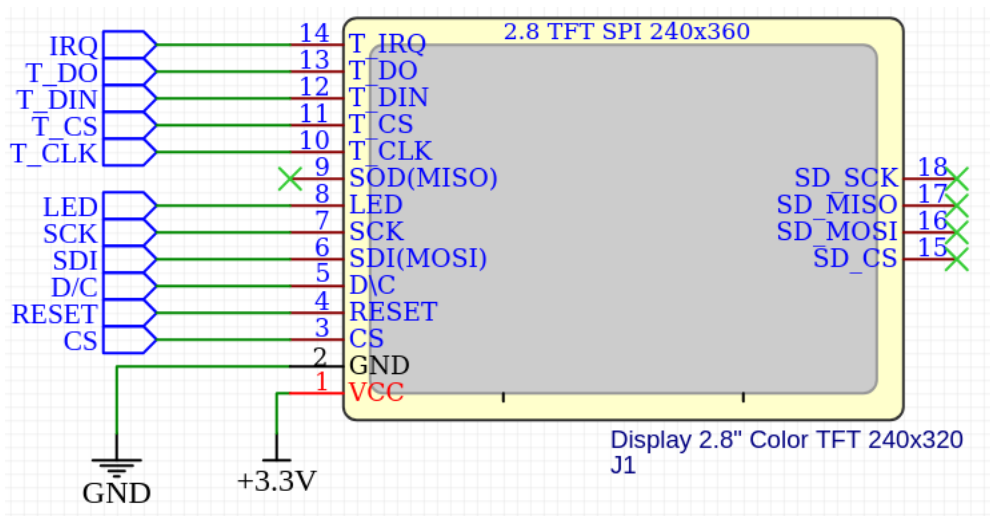 2.8 TFT SPI 240x360
IRQ 14 T_IRQ
T_DO 13 T_DO
T_DIN 12 T_DIN
T_CS 11 T_CS
T_CLK 10 T_CLK
9 SOD(MISO) SD_SCK 18
LED 8 LED SD_MISO 17
SCK 7 SCK SD_MOSI 16
SDI 6 SDI(MOSI) SD_CS 15
D/C 5 D\C
RESET 4 RESET
CS 3 CS
2 GND
1 VCC
Display 2.8" Color TFT 240x320
J1
+3.3V
GND